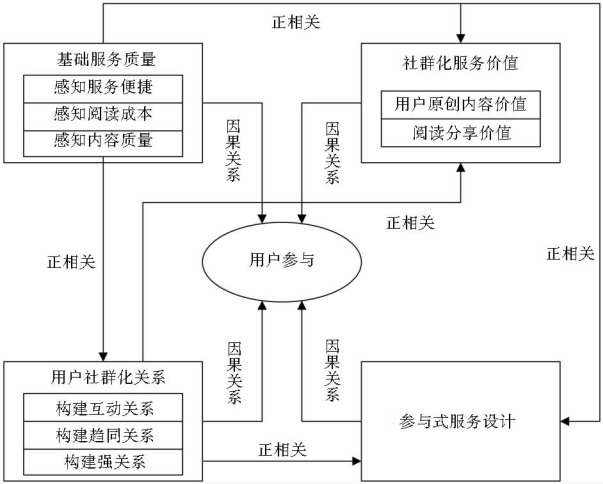 正相关
基础服务质量
感知服务便捷
感知阅读成本
感知内容质量
社群化服务价值
用户原创内容价值
阅读分享价值
因果关系
因果关系
正相关
用户参与
正相关
正相关
用户社群化关系
构建互动关系
构建趋同关系
构建强关系
因果关系
因果关系
参与式服务设计
正相关